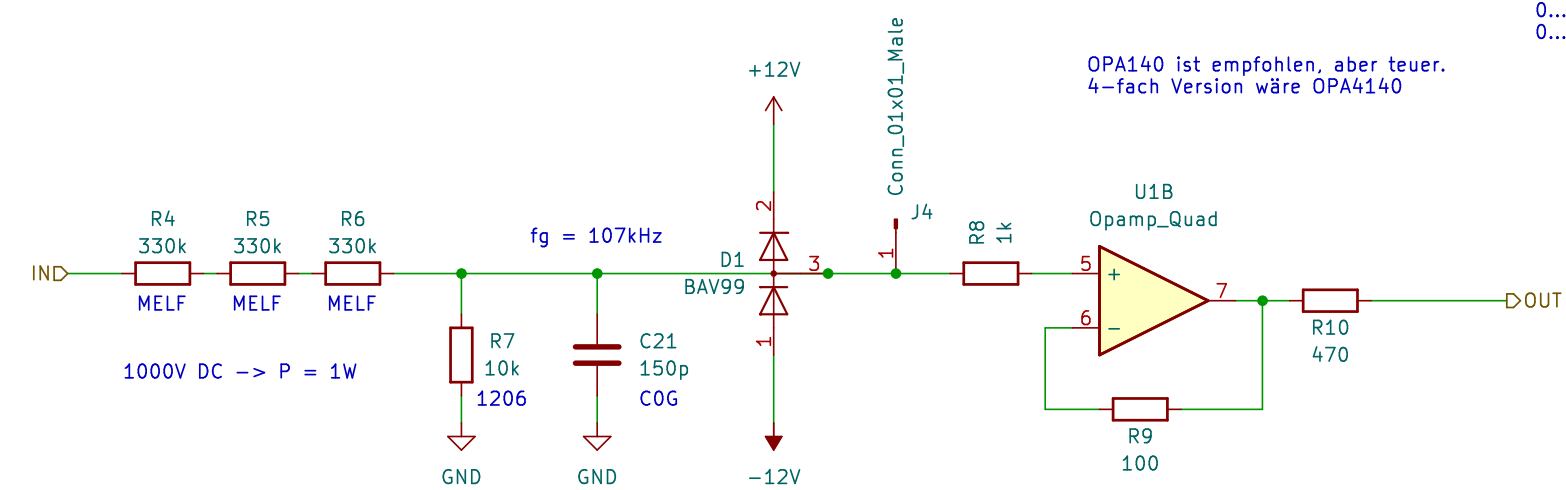 0...
0...
OPA140 ist empfohlen, aber teuer.
4-fach Version wäre OPA4140
Conn_01x01_Male
+12V
U1B
Opamp_Quad
R4
330k
R5
330k
R6
330k
fg = 107kHz
2
J4
1
R8
1k
IN
MELF
MELF
MELF
D1
BAV99
3
5
+
6
-
7
OUT
R10
470
1
R7
10k
1206
C21
150p
C0G
1000V DC -> P = 1W
R9
100
GND
GND
-12V